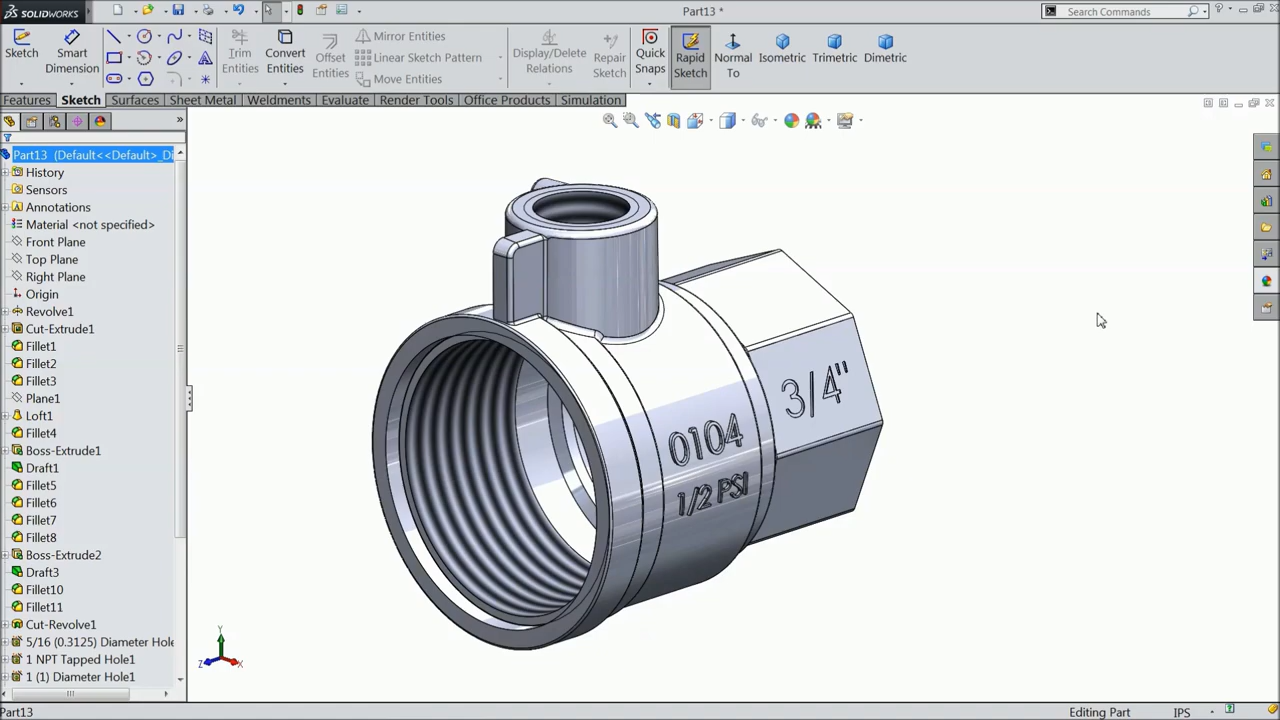 SOLIDWORKS
Part13 *
Search Commands
Sketch
Smart Dimension
Trim Entities
Convert Entities
Offset Entities
Mirror Entities
Linear Sketch Pattern
Move Entities
Display/Delete Relations
Repair Sketch
Quick Snaps
Rapid Sketch
Normal To
Isometric
Trimetric
Dimetric
Features
Sketch
Surfaces
Sheet Metal
Weldments
Evaluate
Render Tools
Office Products
Simulation
Part13 (Default<<Default>_Di
History
Sensors
Annotations
Material <not specified>
Front Plane
Top Plane
Right Plane
Origin
Revolve1
Cut-Extrude1
Fillet1
Fillet2
Fillet3
Plane1
Loft1
Fillet4
Boss-Extrude1
Draft1
Fillet5
Fillet6
Fillet7
Fillet8
Boss-Extrude2
Draft3
Fillet10
Fillet11
Cut-Revolve1
5/16 (0.3125) Diameter Hole
1 NPT Tapped Hole1
1 (1) Diameter Hole1
3/4"
0104
1/2 PSI
Y
Z
X
Part13
Editing Part
IPS